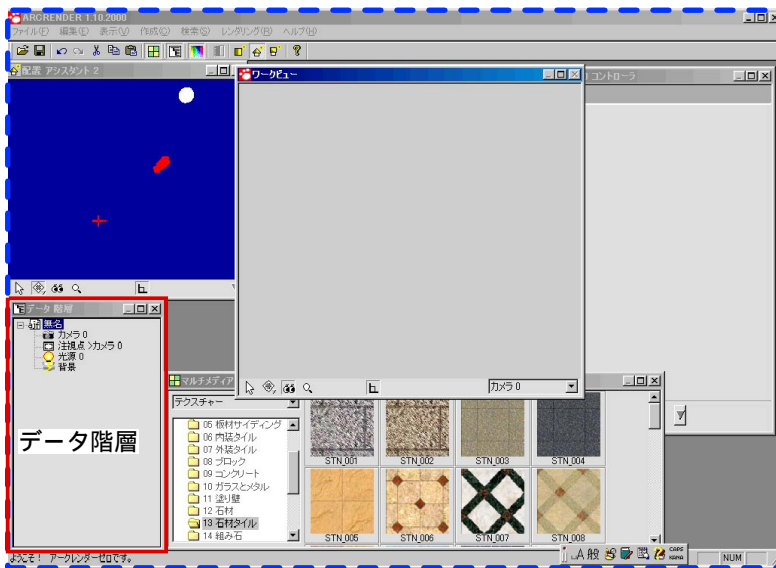 ARCRENDER 1.10.2000
ファイル(F) 編集(E) 表示(V) 作成(C) 検索(S) レンダリング(R) ヘルプ(H)
配置 アシスタント 2
ワークビュー
コントローラ
データ 階層
無名
カメラ 0
注視点 >カメラ 0
光源 0
背景
データ階層
カメラ 0
マルチメディア
テクスチャー
05 板材サイディング
06 内装タイル
07 外装タイル
08 ブロック
09 コンクリート
10 ガラスとメタル
11 塗り壁
12 石材
13 石材タイル
14 組み石
STN_001 STN_002 STN_003 STN_004
STN_005 STN_006 STN_007 STN_008
ようこそ！ アークレンダーゼロです。
A 般 CAPS
KANA
NUM